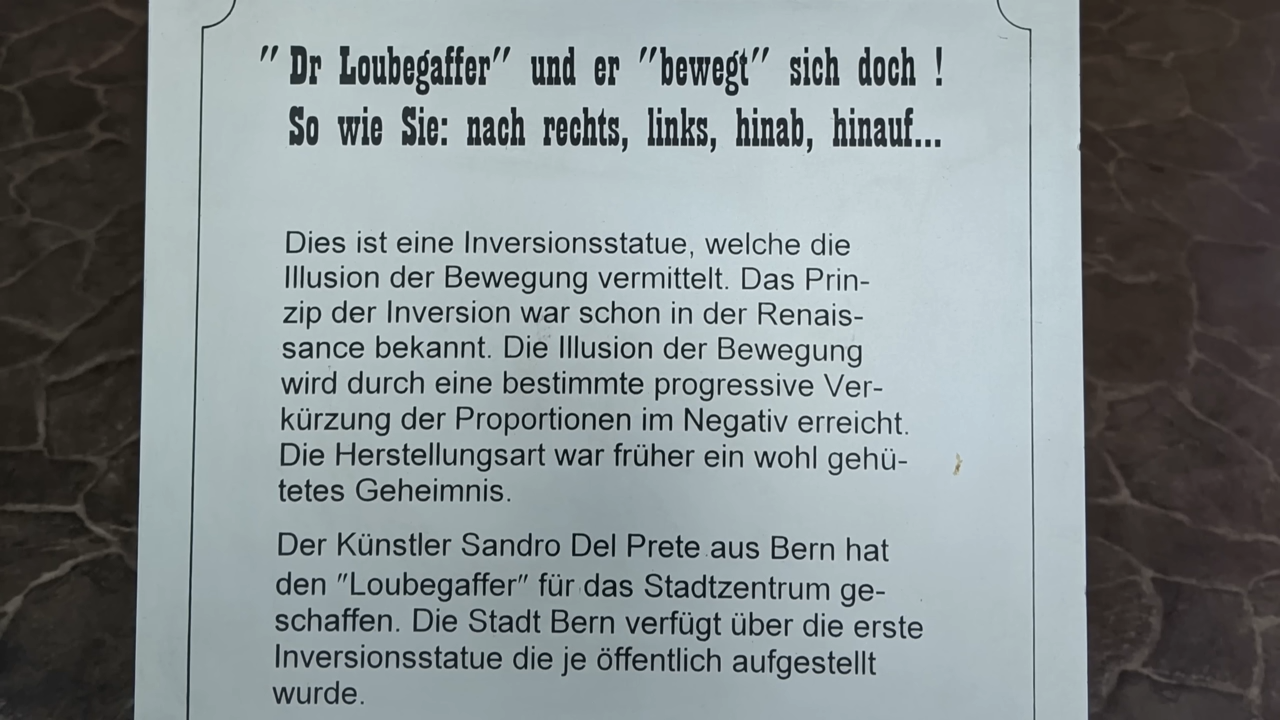 "Dr Loubegaffer" und er "bewegt" sich doch !
So wie Sie: nach rechts, links, hinab, hinauf...
Dies ist eine Inversionsstatue, welche die
Illusion der Bewegung vermittelt. Das Prin-
zip der Inversion war schon in der Renais-
sance bekannt. Die Illusion der Bewegung
wird durch eine bestimmte progressive Ver-
kürzung der Proportionen im Negativ erreicht.
Die Herstellungsart war früher ein wohl gehü-
tetes Geheimnis.
Der Künstler Sandro Del Prete aus Bern hat
den "Loubegaffer" für das Stadtzentrum ge-
schaffen. Die Stadt Bern verfügt über die erste
Inversionsstatue die je öffentlich aufgestellt
wurde.